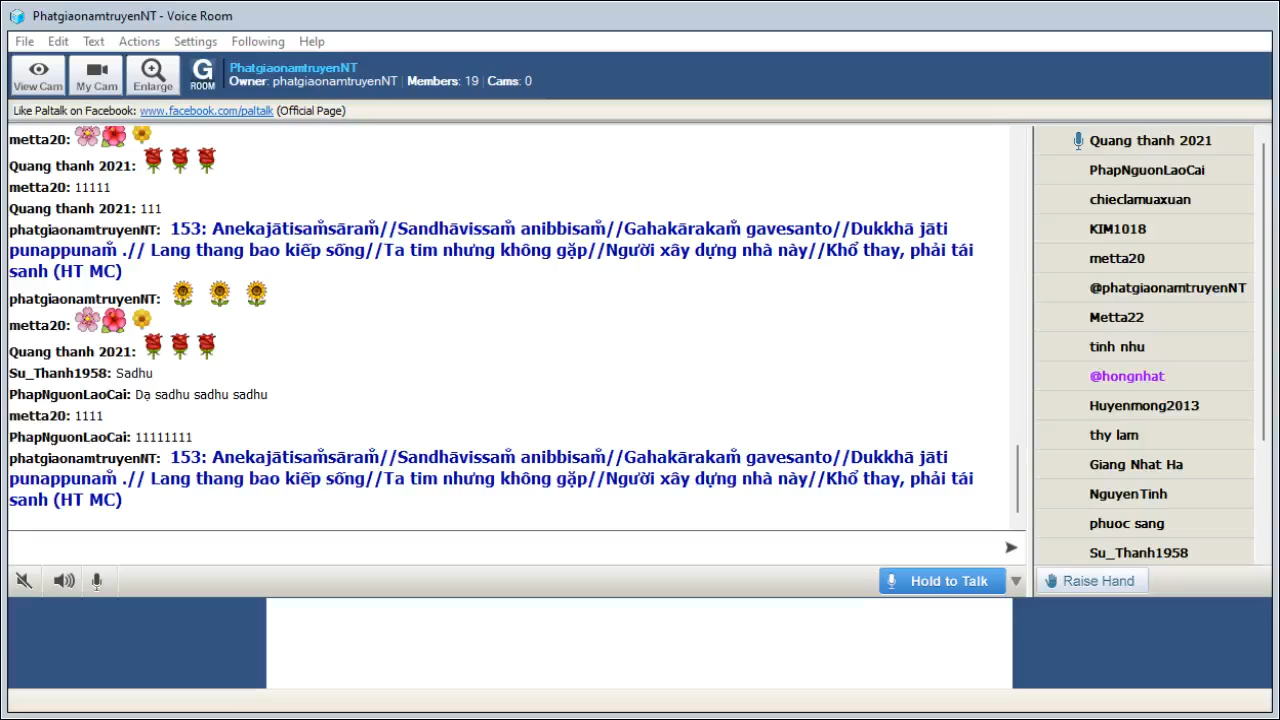 PhatgiaonamtruyenNT - Voice Room
File Edit Text Actions Settings Following Help
View Cam My Cam Enlarge G ROOM
PhatgiaonamtruyenNT
Owner: phatgiaonamtruyenNT | Members: 19 | Cams: 0
Like Paltalk on Facebook: www.facebook.com/paltalk (Official Page)
metta20:
Quang thanh 2021:
metta20: 11111
Quang thanh 2021: 111
phatgiaonamtruyenNT: 153: Anekajātisaṁsāraṁ//Sandhāvissaṁ anibbisaṁ//Gahakārakaṁ gavesanto//Dukkhā jāti
punappunaṁ .// Lang thang bao kiếp sống//Ta tìm nhưng không gặp//Người xây dựng nhà này//Khổ thay, phải tái
sanh (HT MC)
phatgiaonamtruyenNT:
metta20:
Quang thanh 2021:
Su_Thanh1958: Sadhu
PhapNguonLaoCai: Dạ sadhu sadhu sadhu
metta20: 1111
PhapNguonLaoCai: 11111111
phatgiaonamtruyenNT: 153: Anekajātisaṁsāraṁ//Sandhāvissaṁ anibbisaṁ//Gahakārakaṁ gavesanto//Dukkhā jāti
punappunaṁ .// Lang thang bao kiếp sống//Ta tìm nhưng không gặp//Người xây dựng nhà này//Khổ thay, phải tái
sanh (HT MC)
Hold to Talk
Quang thanh 2021
PhapNguonLaoCai
chieclamuaxuan
KIM1018
metta20
@phatgiaonamtruyenNT
Metta22
tinh nhu
@hongnhat
Huyenmong2013
thy lam
Giang Nhat Ha
NguyenTinh
phuoc sang
Su_Thanh1958
Raise Hand